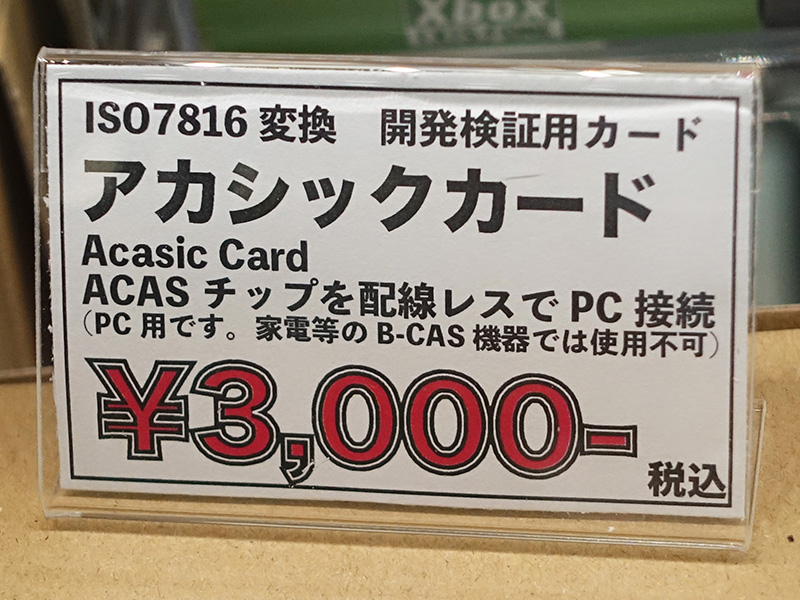 Xbox
ISO7816 変換　開発検証用カード
アカシックカード
Acasic Card
ACAS チップを配線レスで PC 接続
（PC 用です。家電等の B-CAS 機器では使用不可）
¥3,000-
税込